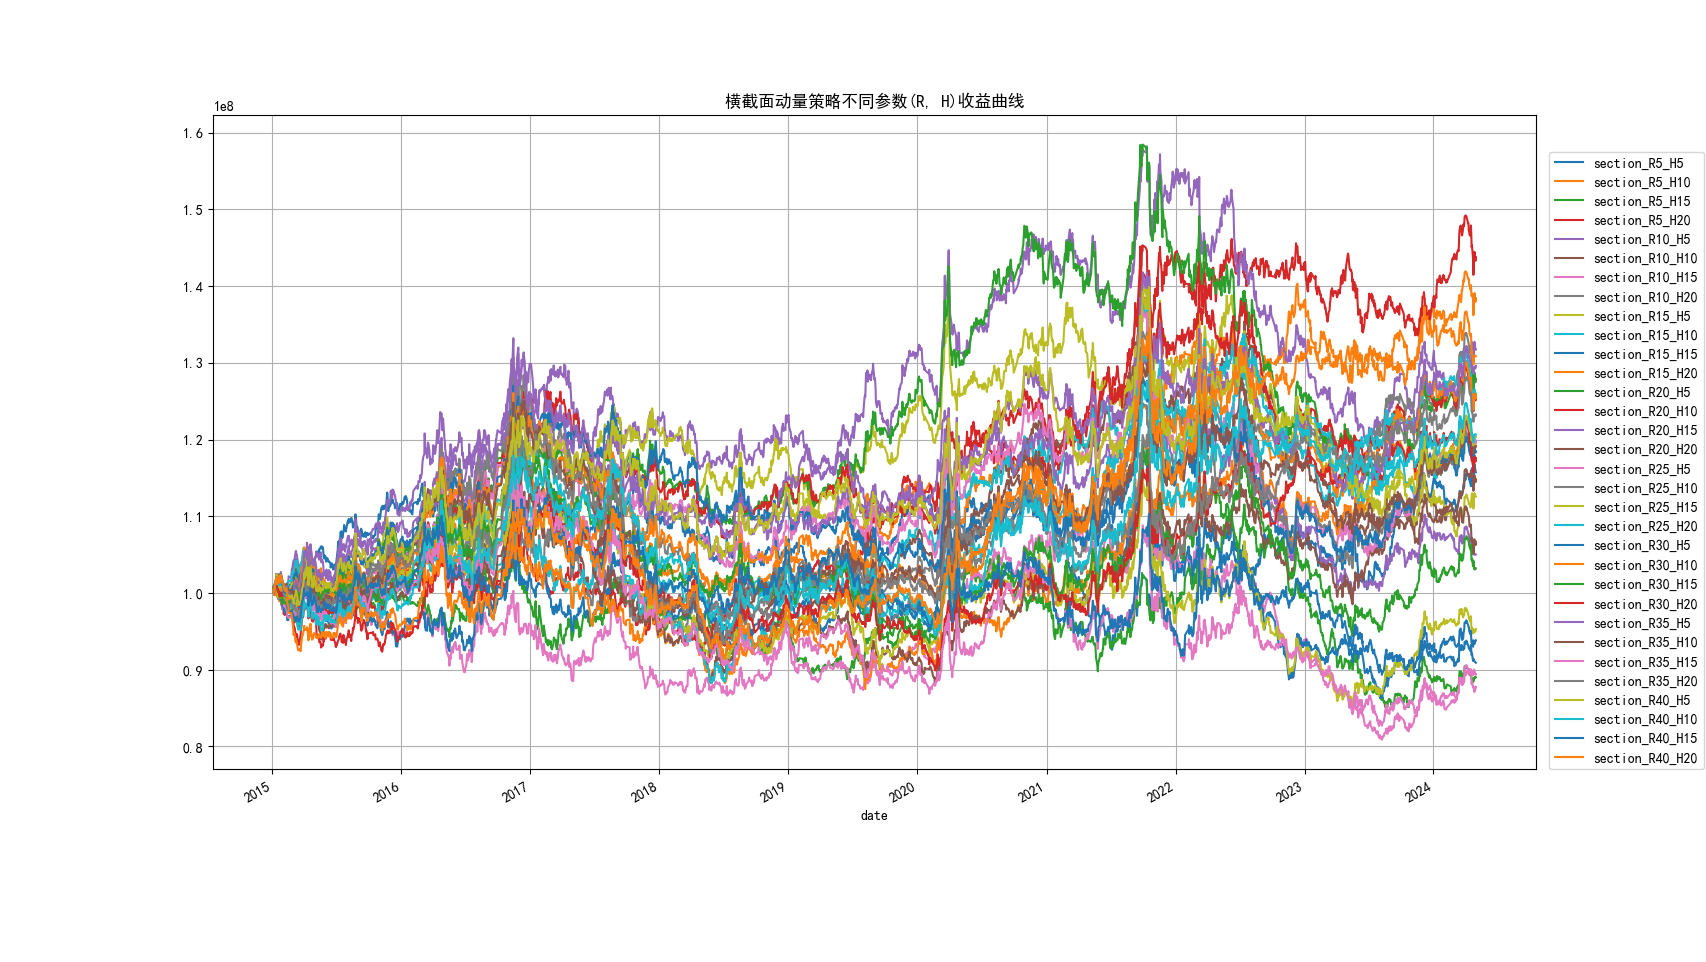 横截面动量策略不同参数(R, H)收益曲线
1e8
1.6
1.5
1.4
1.3
1.2
1.1
1.0
0.9
0.8
2015
2016
2017
2018
2019
2020
2021
2022
2023
2024
date
section_R5_H5
section_R5_H10
section_R5_H15
section_R5_H20
section_R10_H5
section_R10_H10
section_R10_H15
section_R10_H20
section_R15_H5
section_R15_H10
section_R15_H15
section_R15_H20
section_R20_H5
section_R20_H10
section_R20_H15
section_R20_H20
section_R25_H5
section_R25_H10
section_R25_H15
section_R25_H20
section_R30_H5
section_R30_H10
section_R30_H15
section_R30_H20
section_R35_H5
section_R35_H10
section_R35_H15
section_R35_H20
section_R40_H5
section_R40_H10
section_R40_H15
section_R40_H20